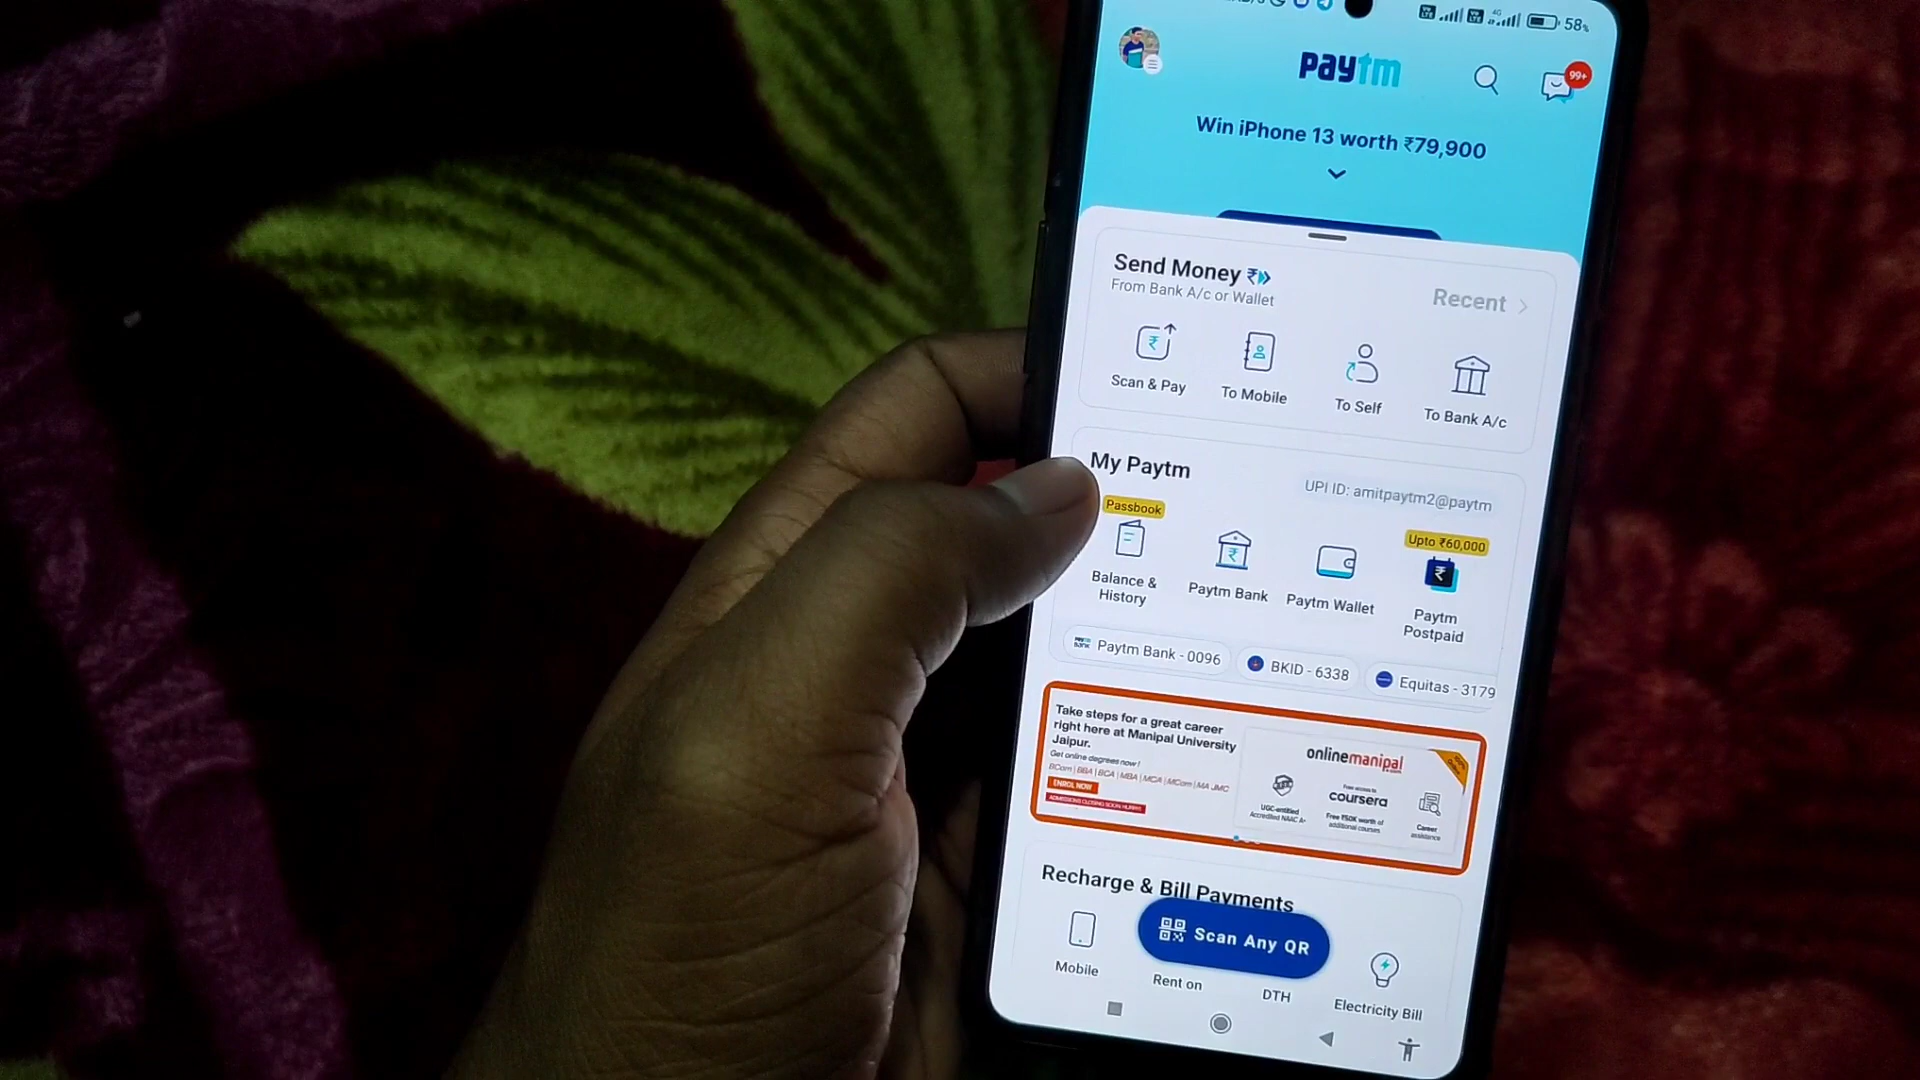 58%
paytm
99+
Win iPhone 13 worth ₹79,900
Send Money ₹
From Bank A/c or Wallet
Recent >
Scan & Pay
To Mobile
To Self
To Bank A/c
My Paytm
UPI ID: amitpaytm2@paytm
Passbook
Upto ₹60,000
Balance &
History
Paytm Bank
Paytm Wallet
Paytm
Postpaid
Paytm Bank - 0096
BKID - 6338
Equitas - 3179
Take steps for a great career
right here at Manipal University
Jaipur.
Get online degrees now!
BCom | BBA | BCA | MBA | MCA | MCom | MA JMC
ENROL NOW
ADMISSIONS CLOSING SOON, HURRY!
onlinemanipal
UGC-entitled
Accredited NAAC A+
Free access to
coursera
Free ₹50K worth of
additional courses
Career
assistance
Recharge & Bill Payments
Scan Any QR
Mobile
Rent on
DTH
Electricity Bill